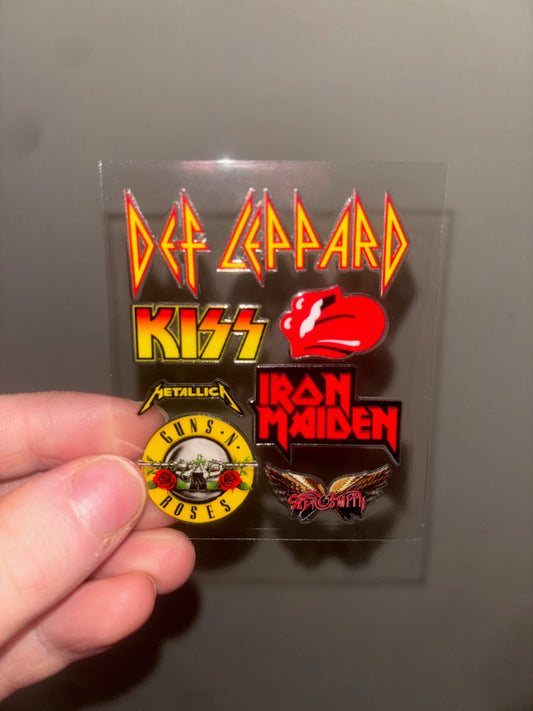 DEF LEPPARD
KISS
METALLICA
IRON
MAIDEN
GUNS·N·
ROSES
AEROSMITH